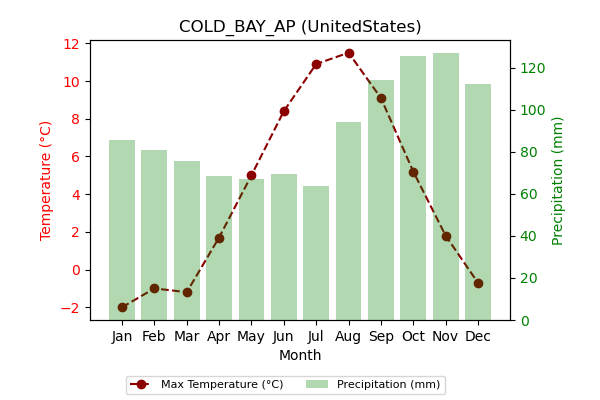 COLD_BAY_AP (UnitedStates)
12
10
8
6
4
2
0
−2
Temperature (°C)
120
100
80
60
40
20
0
Precipitation (mm)
Jan Feb Mar Apr May Jun Jul Aug Sep Oct Nov Dec
Month
Max Temperature (°C) Precipitation (mm)